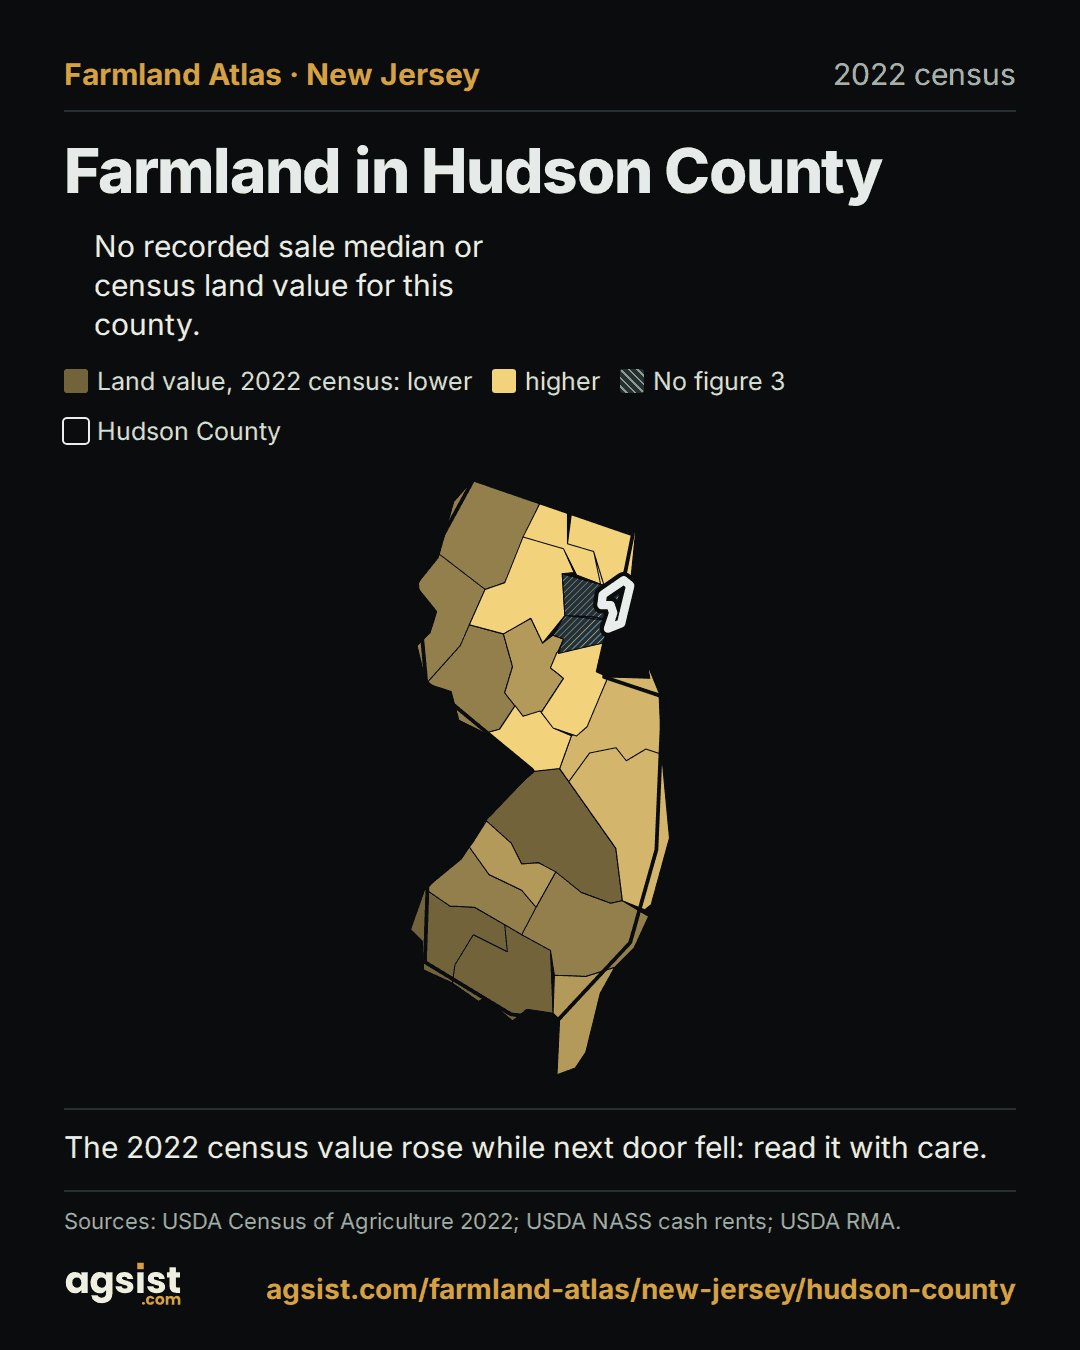 Farmland Atlas · New Jersey
2022 census
Farmland in Hudson County
No recorded sale median or
census land value for this
county.
Land value, 2022 census: lower
higher
No figure 3
Hudson County
The 2022 census value rose while next door fell: read it with care.
Sources: USDA Census of Agriculture 2022; USDA NASS cash rents; USDA RMA.
agsist
.com
agsist.com/farmland-atlas/new-jersey/hudson-county